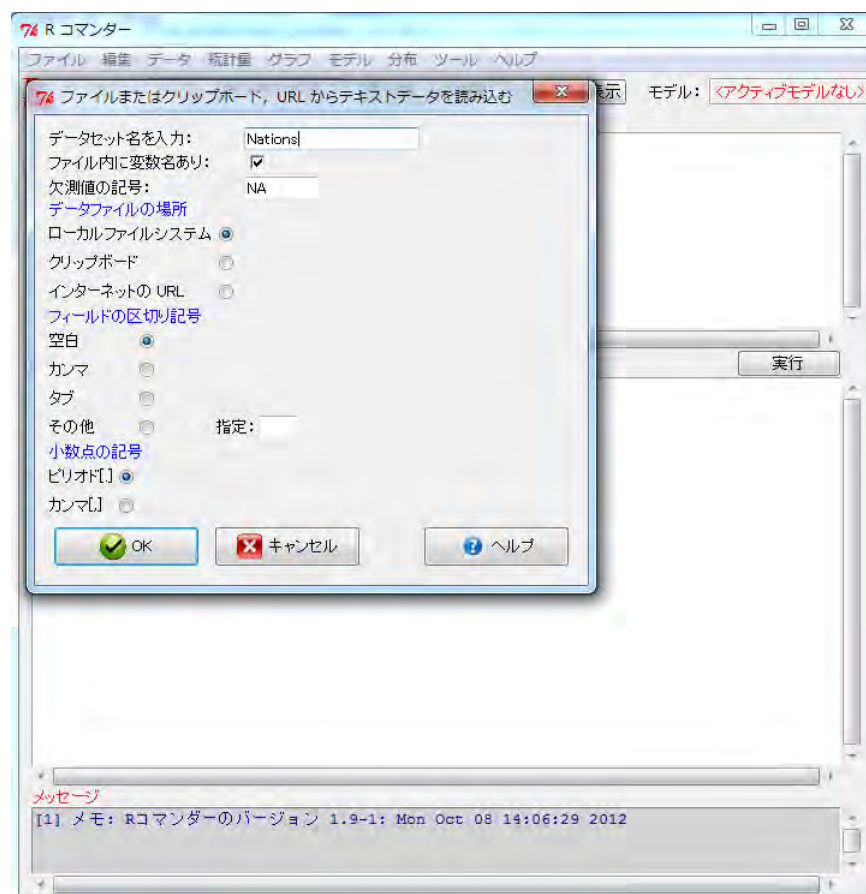 R コマンダー
ファイル 編集 データ 統計量 グラフ モデル 分布 ツール ヘルプ
ファイルまたはクリップボード, URL からテキストデータを読み込む
表示 モデル: <アクティブモデルなし>
データセット名を入力: Nations
ファイル内に変数名あり:
欠測値の記号: NA
データファイルの場所
ローカルファイルシステム
クリップボード
インターネットの URL
フィールドの区切り記号
空白
カンマ
実行
タブ
その他 指定:
小数点の記号
ピリオド[.]
カンマ[,]
OK キャンセル ヘルプ
メッセージ
[1] メモ: Rコマンダーのバージョン 1.9-1: Mon Oct 08 14:06:29 2012